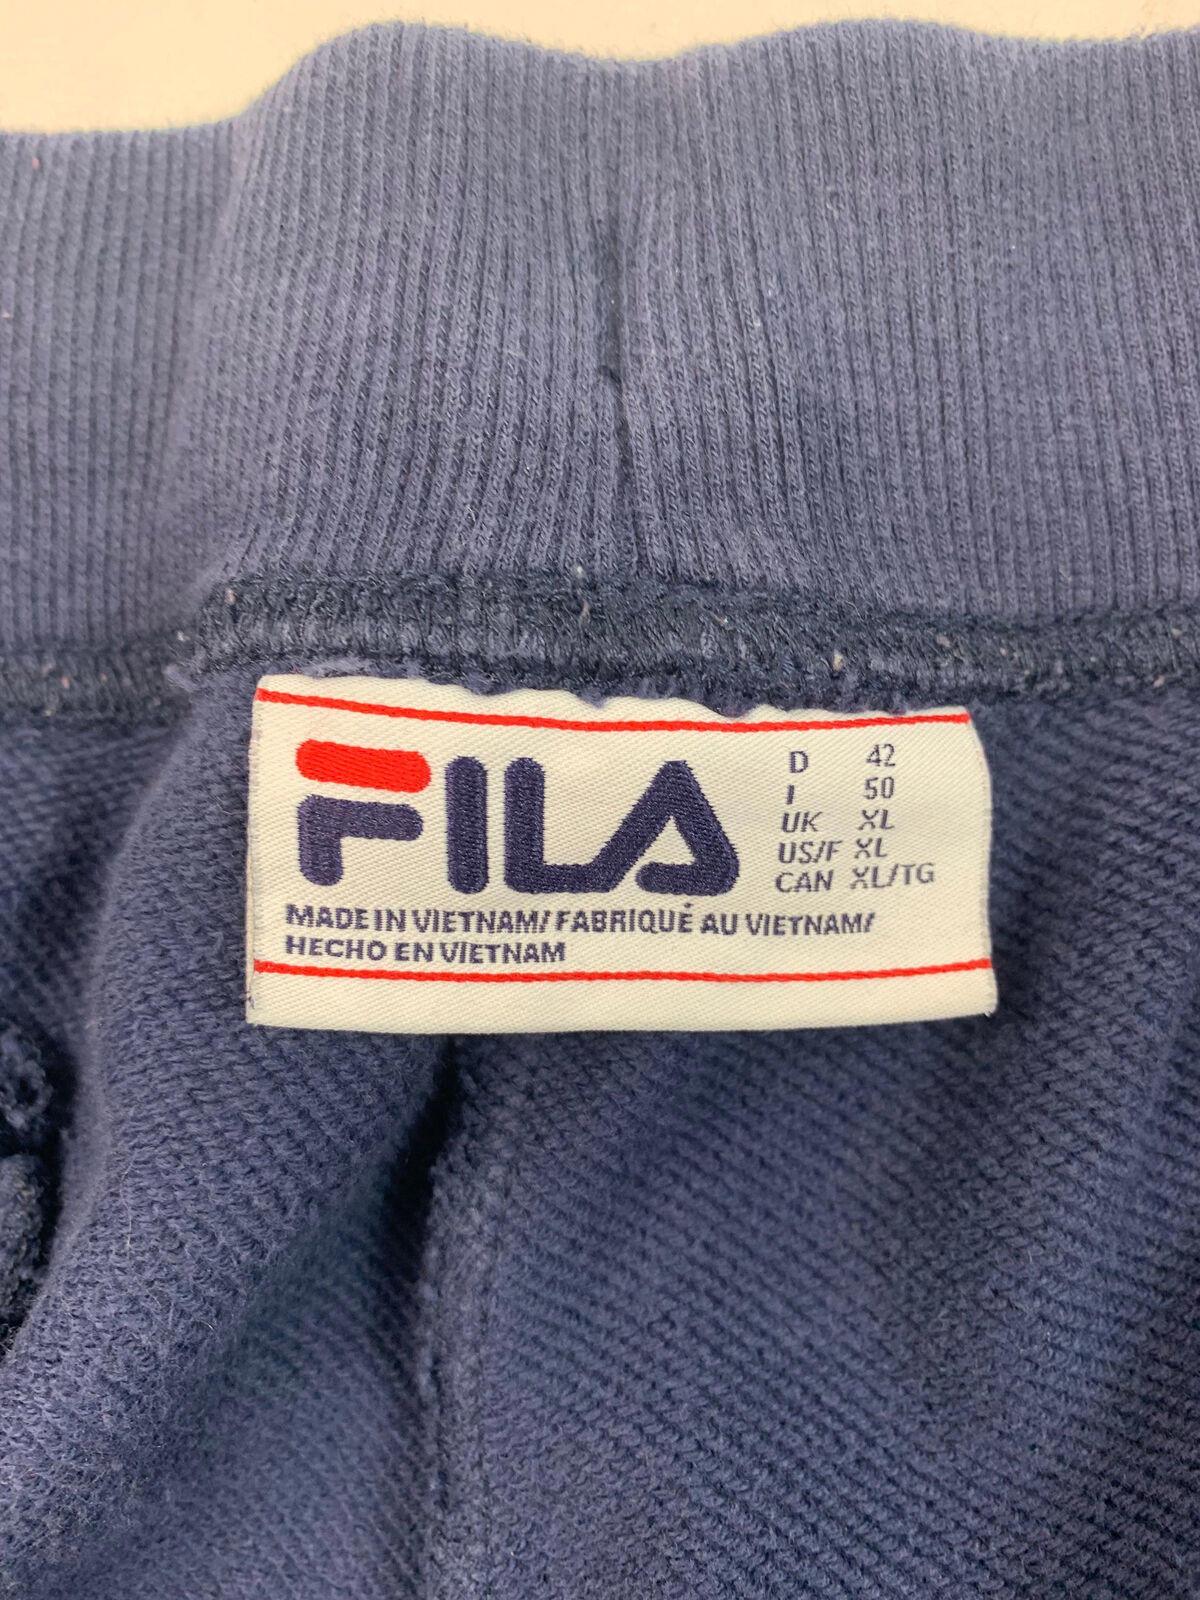 FILA
D 42
I 50
UK XL
US/F XL
CAN XL/TG
MADE IN VIETNAM/ FABRIQUÉ AU VIETNAM/
HECHO EN VIETNAM